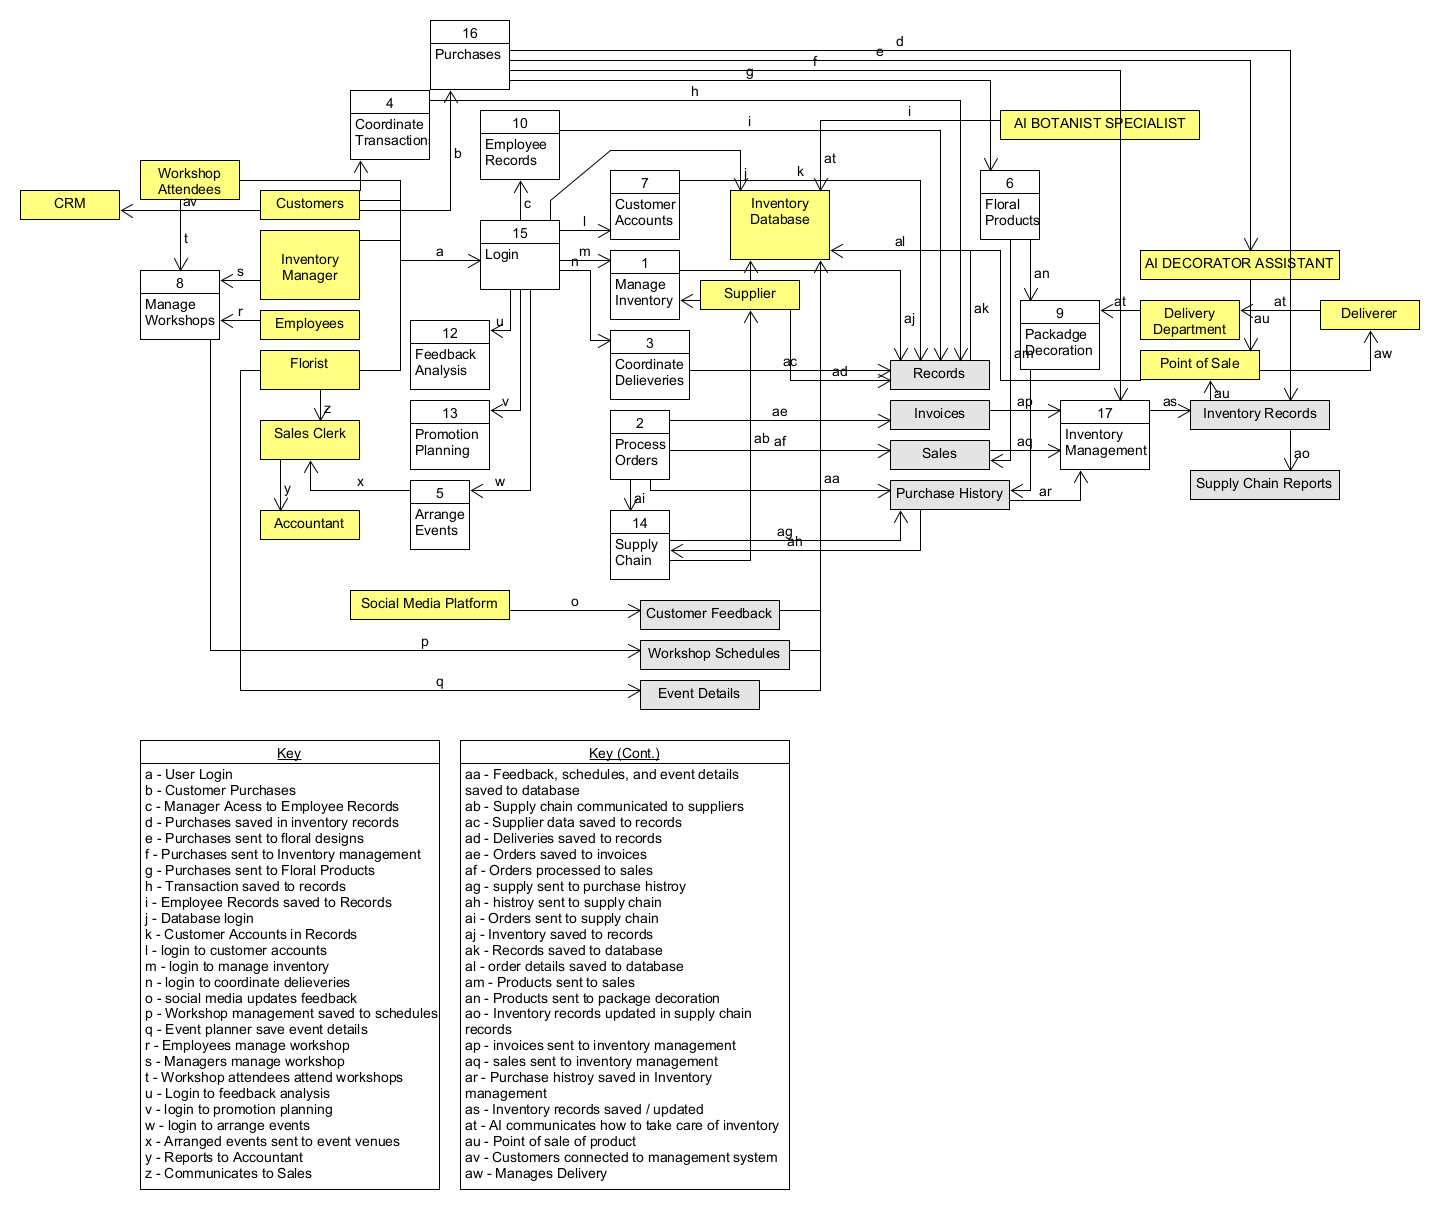 16
Purchases
d
e
f
g
4
Coordinate
Transaction
h
10
Employee
Records
i
i
AI BOTANIST SPECIALIST
b
at
k
j
Workshop
Attendees
CRM
av
Customers
c
7
Customer
Accounts
Inventory
Database
6
Floral
Products
l
15
Login
t
a
m
n
al
Inventory
Manager
s
8
Manage
Workshops
1
Manage
Inventory
Supplier
an
AI DECORATOR ASSISTANT
r
Employees
u
12
Feedback
Analysis
aj
ak
at
9
Packadge
Decoration
Delivery
Department
at
au
Deliverer
3
Coordinate
Delieveries
Florist
ac
ad
Records
am
Point of Sale
aw
au
z
v
13
Promotion
Planning
2
Process
Orders
ae
Invoices
ap
17
Inventory
Management
as
Inventory Records
Sales Clerk
ab
af
Sales
aq
ao
y
x
w
5
Arrange
Events
aa
Purchase History
ar
Supply Chain Reports
ai
Accountant
14
Supply
Chain
ag
ah
Social Media Platform
o
Customer Feedback
p
Workshop Schedules
q
Event Details
Key
a - User Login
b - Customer Purchases
c - Manager Acess to Employee Records
d - Purchases saved in inventory records
e - Purchases sent to floral designs
f - Purchases sent to Inventory management
g - Purchases sent to Floral Products
h - Transaction saved to records
i - Employee Records saved to Records
j - Database login
k - Customer Accounts in Records
l - login to customer accounts
m - login to manage inventory
n - login to coordinate delieveries
o - social media updates feedback
p - Workshop management saved to schedules
q - Event planner save event details
r - Employees manage workshop
s - Managers manage workshop
t - Workshop attendees attend workshops
u - Login to feedback analysis
v - login to promotion planning
w - login to arrange events
x - Arranged events sent to event venues
y - Reports to Accountant
z - Communicates to Sales
Key (Cont.)
aa - Feedback, schedules, and event details
saved to database
ab - Supply chain communicated to suppliers
ac - Supplier data saved to records
ad - Deliveries saved to records
ae - Orders saved to invoices
af - Orders processed to sales
ag - supply sent to purchase histroy
ah - histroy sent to supply chain
ai - Orders sent to supply chain
aj - Inventory saved to records
ak - Records saved to database
al - order details saved to database
am - Products sent to sales
an - Products sent to package decoration
ao - Inventory records updated in supply chain
records
ap - invoices sent to inventory management
aq - sales sent to inventory management
ar - Purchase histroy saved in Inventory
management
as - Inventory records saved / updated
at - AI communicates how to take care of inventory
au - Point of sale of product
av - Customers connected to management system
aw - Manages Delivery